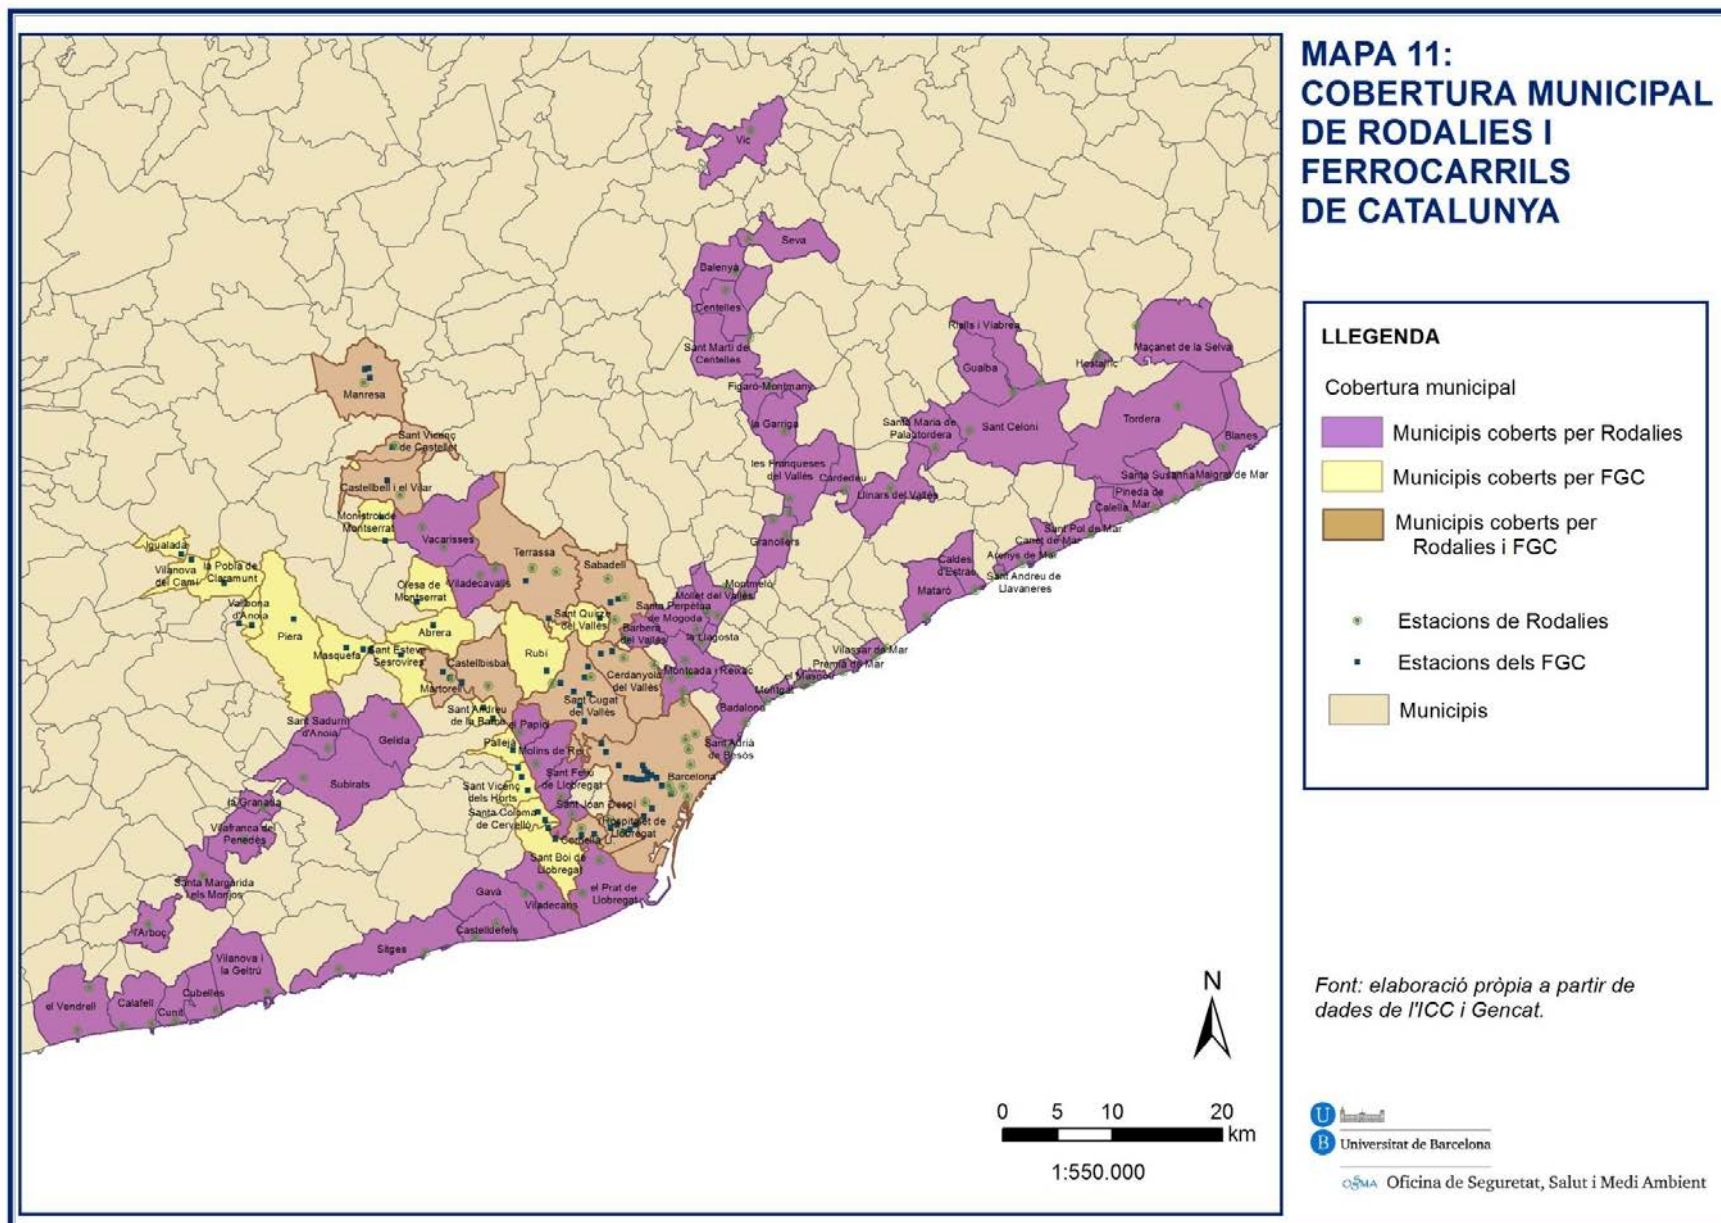 MAPA 11:
COBERTURA MUNICIPAL
DE RODALIES I
FERROCARRILS
DE CATALUNYA
LLEGENDA
Cobertura municipal
Municipis coberts per Rodalies
Municipis coberts per FGC
Municipis coberts per
Rodalies i FGC
Estacions de Rodalies
Estacions dels FGC
Municipis
Font: elaboració pròpia a partir de
dades de l'ICC i Gencat.
U
B
Universitat de Barcelona
OSMA Oficina de Seguretat, Salut i Medi Ambient
N
0 5 10 20
km
1:550.000
Vic
Seva
Balenyà
Centelles
Sant Martí de
Centelles
Figaró-Montmany
la Garriga
les Franqueses
del Vallès
Cardedeu
Llinars del Vallès
Santa Maria de
Palautordera
Sant Celoni
Gualba
Riells i Viabrea
Hostalric
Maçanet de la Selva
Tordera
Blanes
Santa Susanna
Malgrat de Mar
Pineda de
Mar
Calella
Sant Pol de Mar
Canet de Mar
Arenys de Mar
Sant Andreu de
Llavaneres
Caldes
d'Estrac
Mataró
Granollers
Montmeló
Mollet del Vallès
Santa Perpètua
de Mogoda
la Llagosta
Barberà
del Vallès
Montcada i Reixac
Vilassar de Mar
Premià de Mar
el Masnou
Montgat
Badalona
Sant Adrià
de Besòs
Manresa
Sant Vicenç
de Castellet
Castellbell i el Vilar
Monistrol de
Montserrat
Vacarisses
Terrassa
Sabadell
Viladecavalls
Olesa de
Montserrat
Igualada
Vilanova
del Camí
la Pobla de
Claramunt
Vallbona
d'Anoia
Piera
Masquefa
Sant Esteve
Sesrovires
Abrera
Castellbisbal
Martorell
Rubí
Sant Quirze
del Vallès
Cerdanyola
del Vallès
Sant Cugat
del Vallès
Sant Andreu
de la Barca
el Papiol
Pallejà
Molins de Rei
Sant Feliu
de Llobregat
Sant Vicenç
dels Horts
Santa Coloma
de Cervelló
Sant Joan Despí
l'Hospitalet de
Llobregat
Cornellà Ll.
Barcelona
Sant Boi de
Llobregat
el Prat de
Llobregat
Viladecans
Gavà
Castelldefels
Sitges
Sant Sadurní
d'Anoia
Gelida
Subirats
la Granada
Vilafranca del
Penedès
Santa Margarida
i els Monjos
l'Arboç
Vilanova i
la Geltrú
Cubelles
Cunit
Calafell
el Vendrell